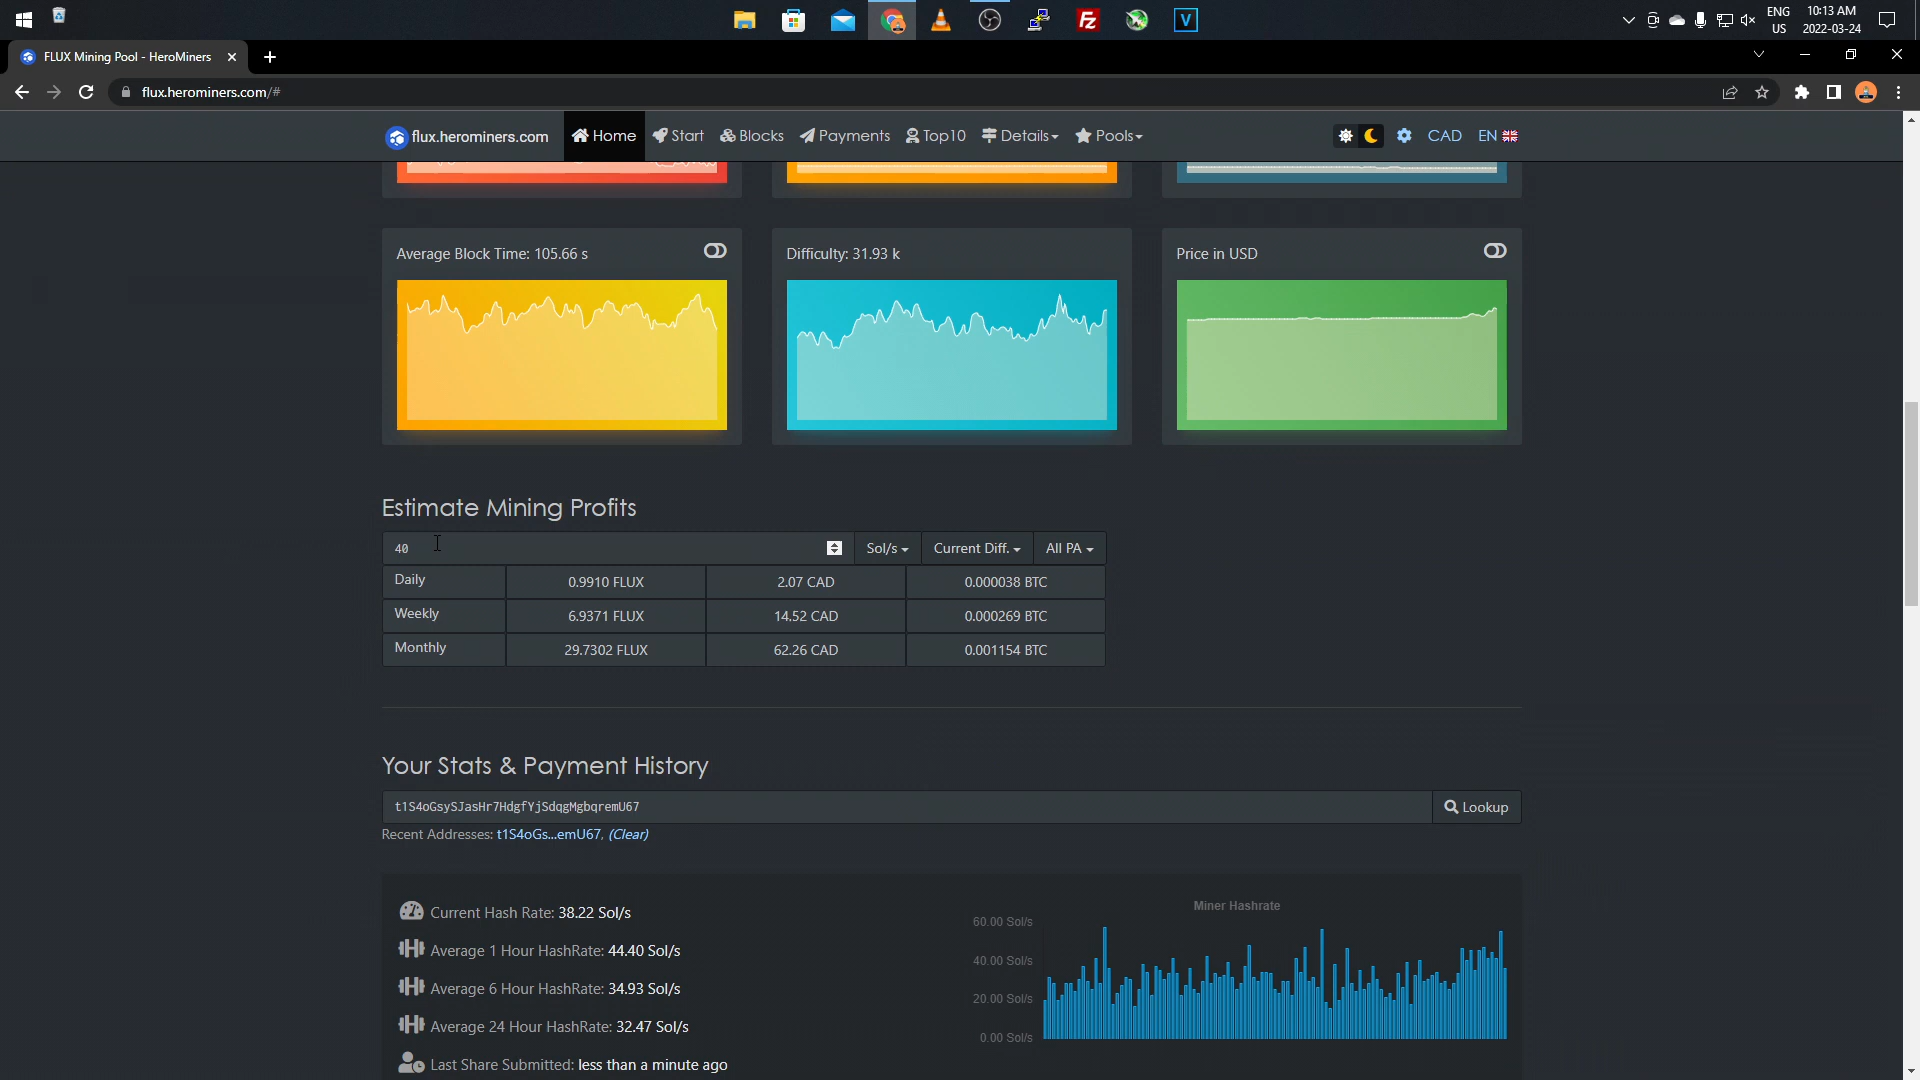 ENG
US
10:13 AM
2022-03-24
FLUX Mining Pool - HeroMiners
flux.herominers.com/#
flux.herominers.com
Home
Start
Blocks
Payments
Top10
Details
Pools
CAD
EN
Average Block Time: 105.66 s
Difficulty: 31.93 k
Price in USD
Estimate Mining Profits
40
Sol/s
Current Diff.
All PA
Daily 0.9910 FLUX 2.07 CAD 0.000038 BTC
Weekly 6.9371 FLUX 14.52 CAD 0.000269 BTC
Monthly 29.7302 FLUX 62.26 CAD 0.001154 BTC
Your Stats & Payment History
t1S4oGsySJasHr7HdgfYjSdqgMgbqremU67
Lookup
Recent Addresses: t1S4oGs...emU67, (Clear)
Current Hash Rate: 38.22 Sol/s
Average 1 Hour HashRate: 44.40 Sol/s
Average 6 Hour HashRate: 34.93 Sol/s
Average 24 Hour HashRate: 32.47 Sol/s
Last Share Submitted: less than a minute ago
Miner Hashrate
60.00 Sol/s
40.00 Sol/s
20.00 Sol/s
0.00 Sol/s